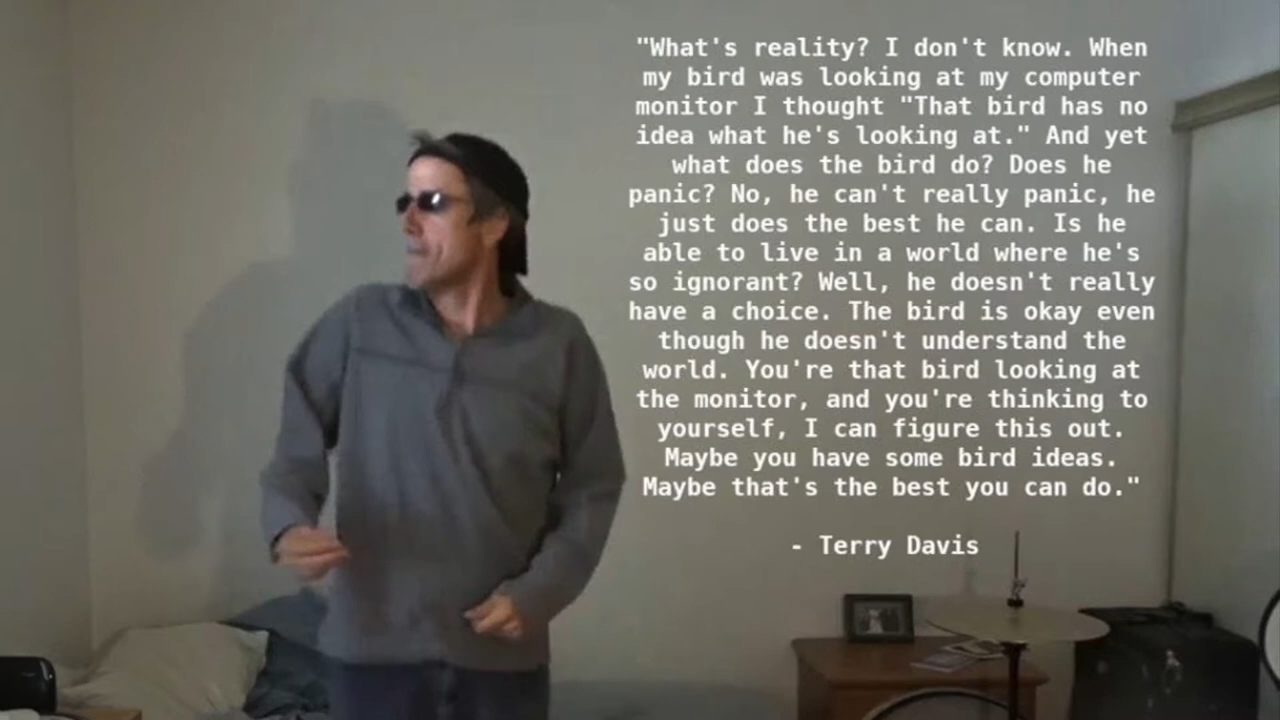 "What's reality? I don't know. When
my bird was looking at my computer
monitor I thought "That bird has no
idea what he's looking at." And yet
what does the bird do? Does he
panic? No, he can't really panic, he
just does the best he can. Is he
able to live in a world where he's
so ignorant? Well, he doesn't really
have a choice. The bird is okay even
though he doesn't understand the
world. You're that bird looking at
the monitor, and you're thinking to
yourself, I can figure this out.
Maybe you have some bird ideas.
Maybe that's the best you can do."
- Terry Davis